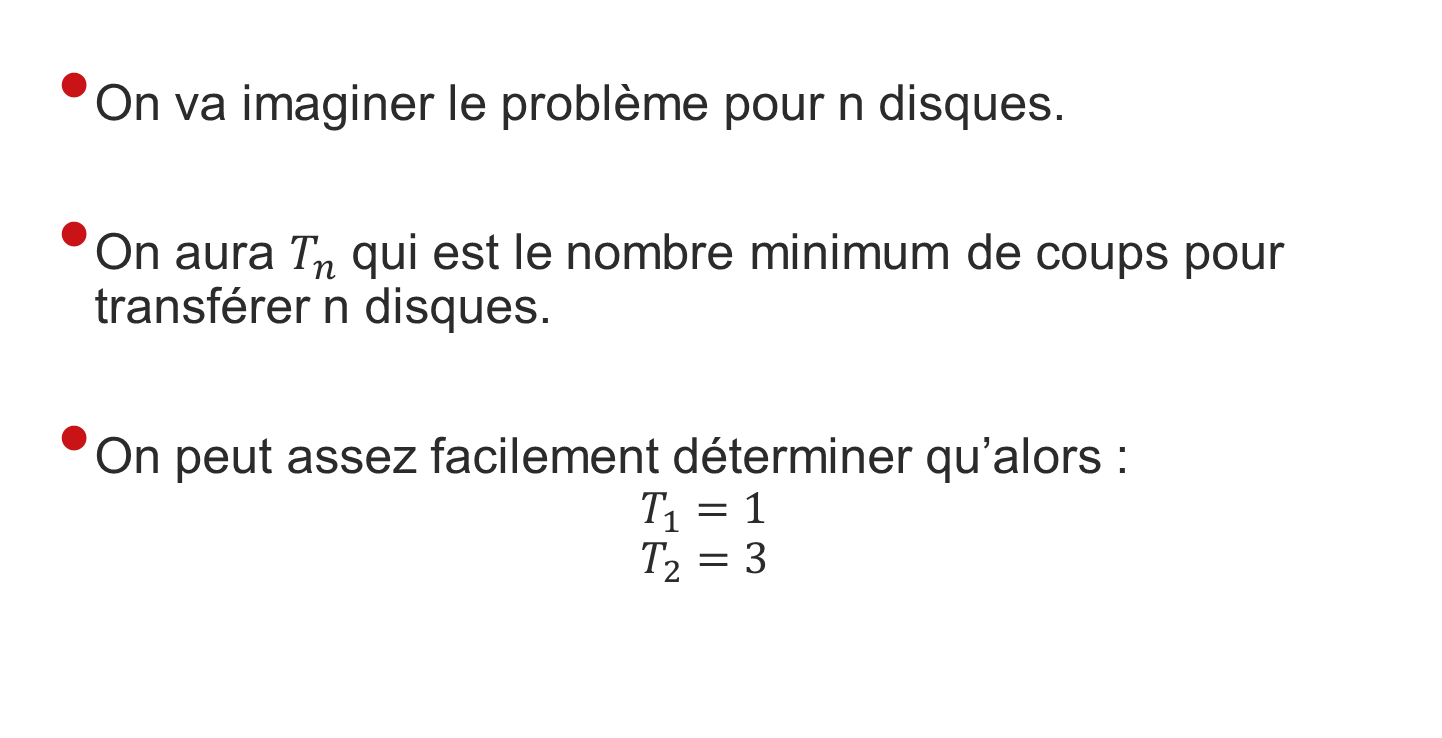 • On va imaginer le problème pour n disques.
• On aura 𝑇ₙ qui est le nombre minimum de coups pour
transférer n disques.
• On peut assez facilement déterminer qu’alors :
𝑇₁ = 1
𝑇₂ = 3